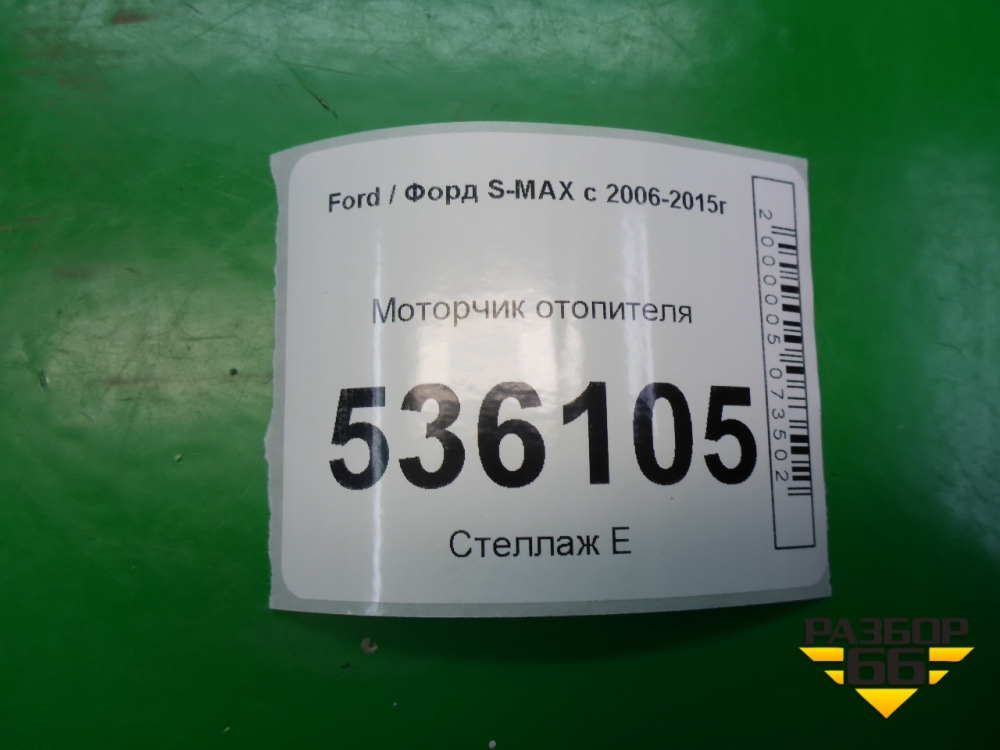 Ford / Форд S-MAX с 2006-2015г
Моторчик отопителя
536105
Стеллаж Е
2000005073502
РАЗБОР
66